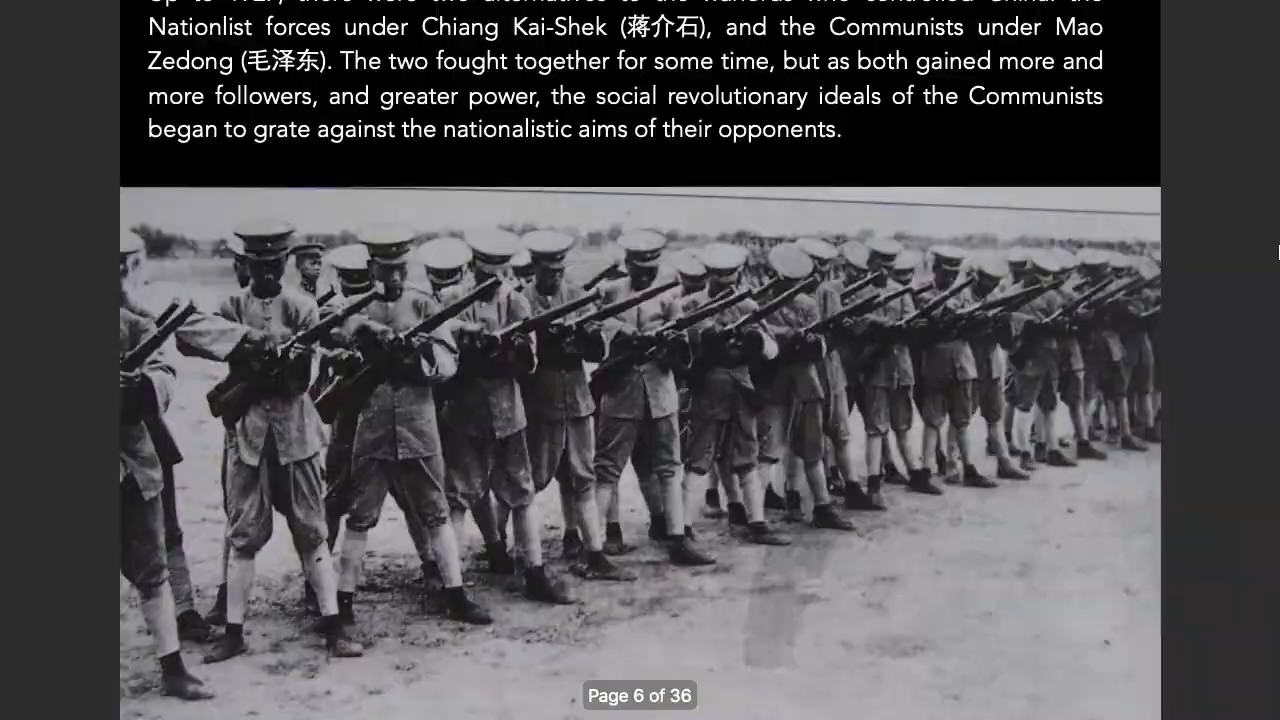 Nationlist forces under Chiang Kai-Shek (蒋介石), and the Communists under Mao
Zedong (毛泽东). The two fought together for some time, but as both gained more and
more followers, and greater power, the social revolutionary ideals of the Communists
began to grate against the nationalistic aims of their opponents.
Page 6 of 36